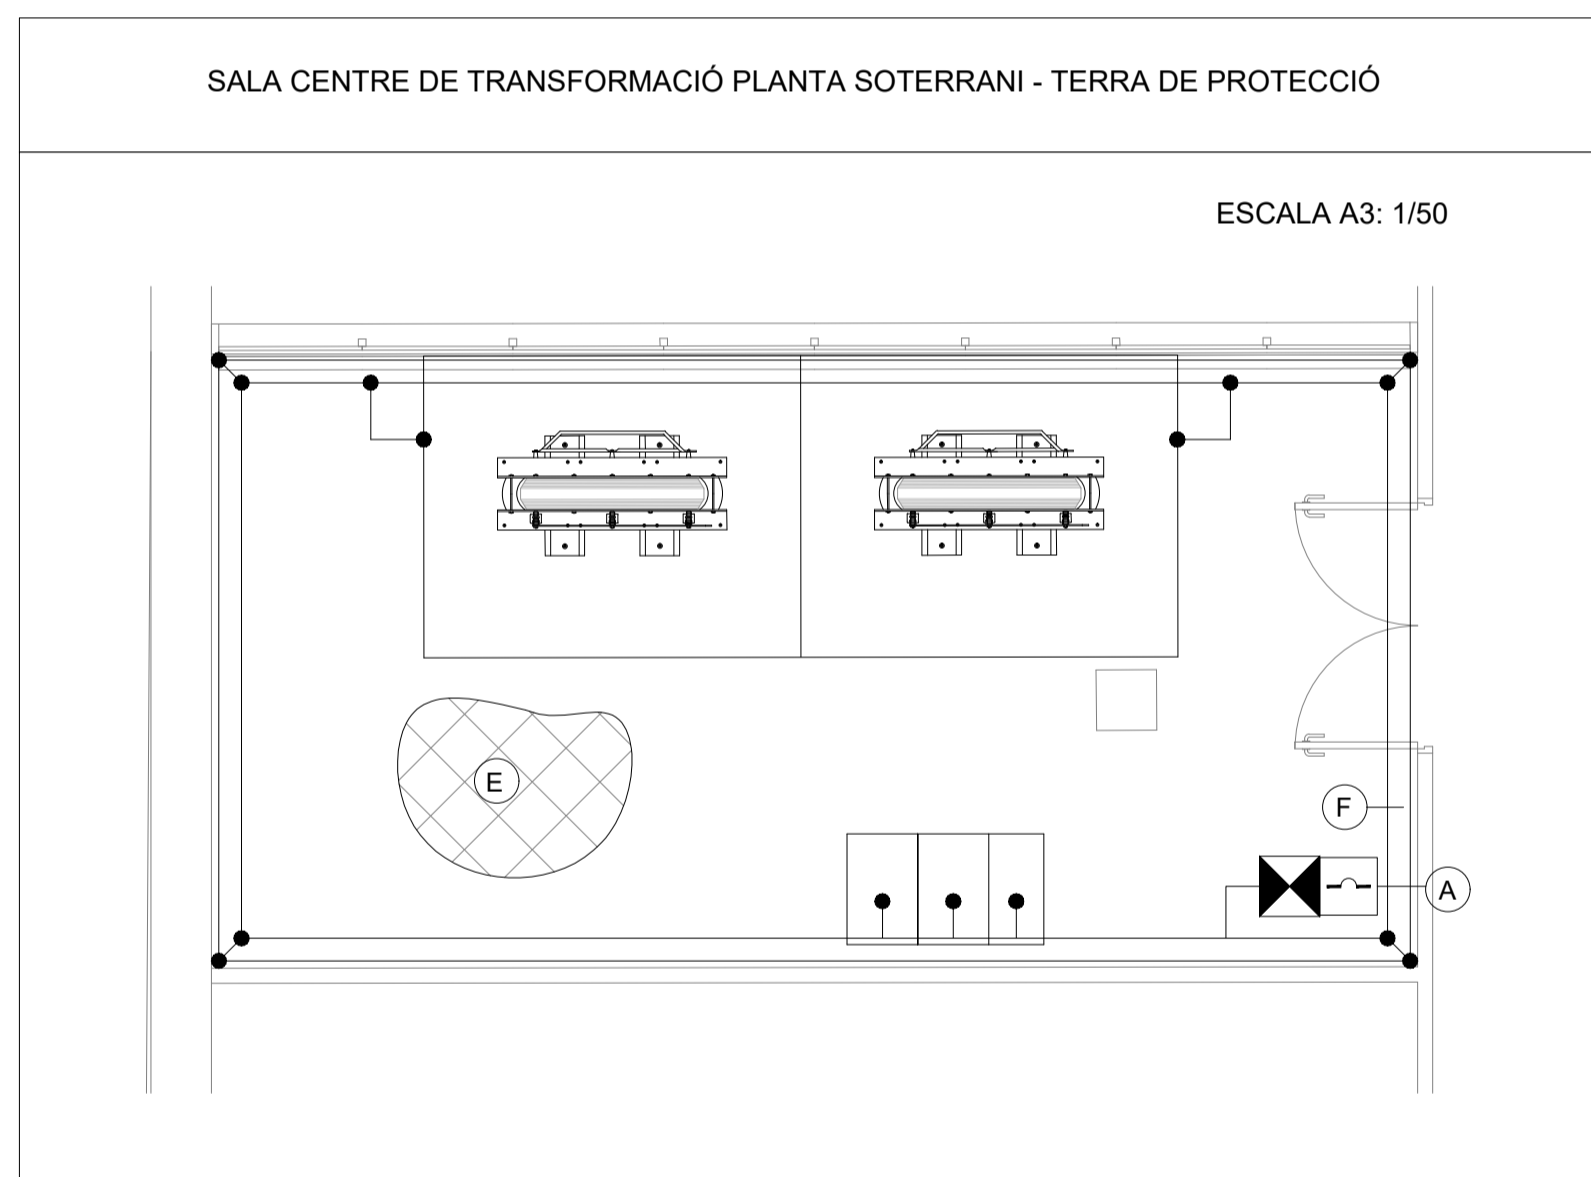 SALA CENTRE DE TRANSFORMACIÓ PLANTA SOTERRANI - TERRA DE PROTECCIÓ
ESCALA A3: 1/50
E
F
A